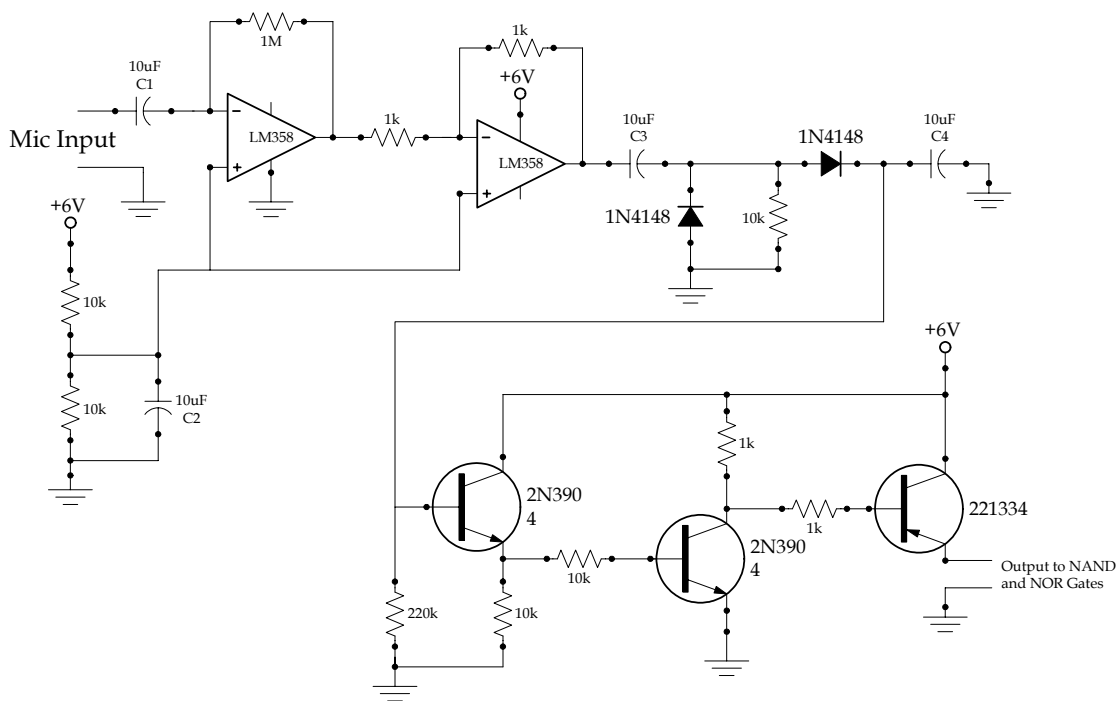 1M
1k
10uF
C1
+6V
1k
10uF
C3
1N4148
10uF
C4
Mic Input
−
LM358
+
−
LM358
+
+6V
1N4148
10k
10k
+6V
10k
10uF
C2
1k
2N390
4
1k
221334
2N390
4
10k
Output to NAND
and NOR Gates
220k
10k